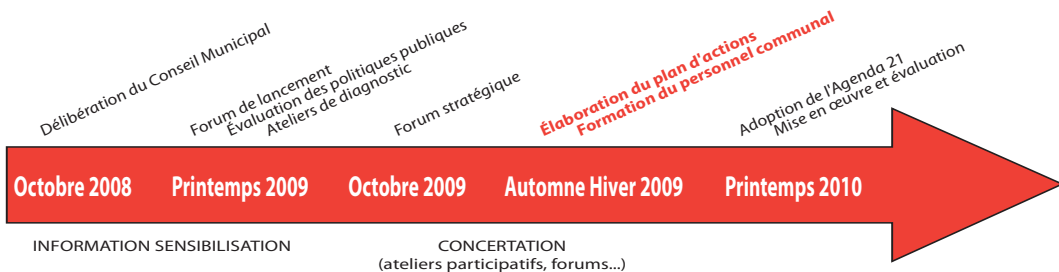 Délibération du Conseil Municipal
Forum de lancement
Évaluation des politiques publiques
Ateliers de diagnostic
Forum stratégique
Élaboration du plan d'actions
Formation du personnel communal
Adoption de l'Agenda 21
Mise en œuvre et évaluation
Octobre 2008
Printemps 2009
Octobre 2009
Automne Hiver 2009
Printemps 2010
INFORMATION SENSIBILISATION
CONCERTATION
(ateliers participatifs, forums...)